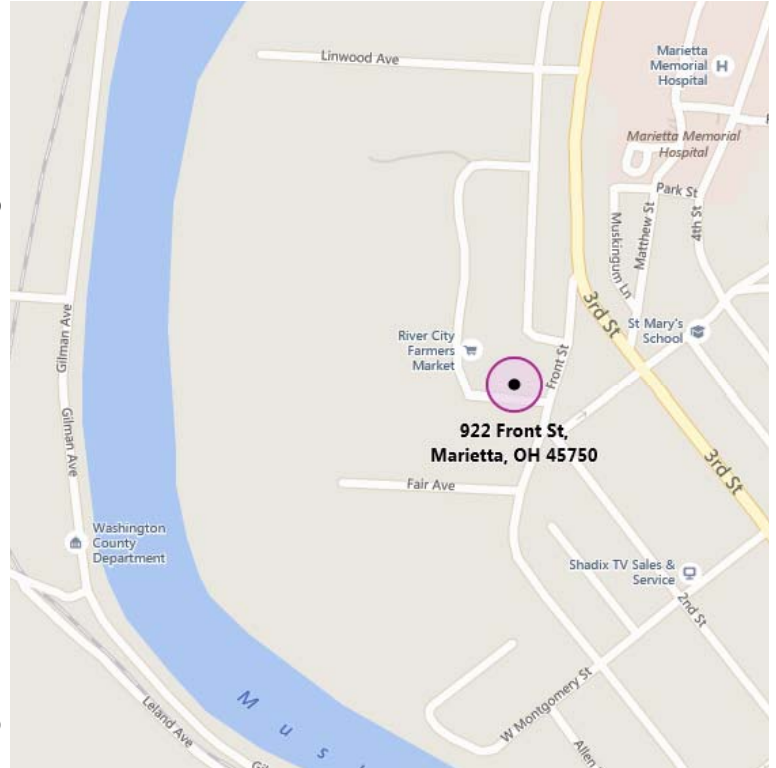 Linwood Ave
Marietta
Memorial
Hospital
H
Marietta Memorial
Hospital
Park St
Muskingum Ln
Matthew St
4th St
3rd St
St Mary's
School
Gilman Ave
River City
Farmers
Market
Front St
922 Front St,
Marietta, OH 45750
Gilman Ave
3rd St
Fair Ave
Washington
County
Department
Shadix TV Sales &
Service
2nd St
W Montgomery St
Leland Ave
M u s
Allen